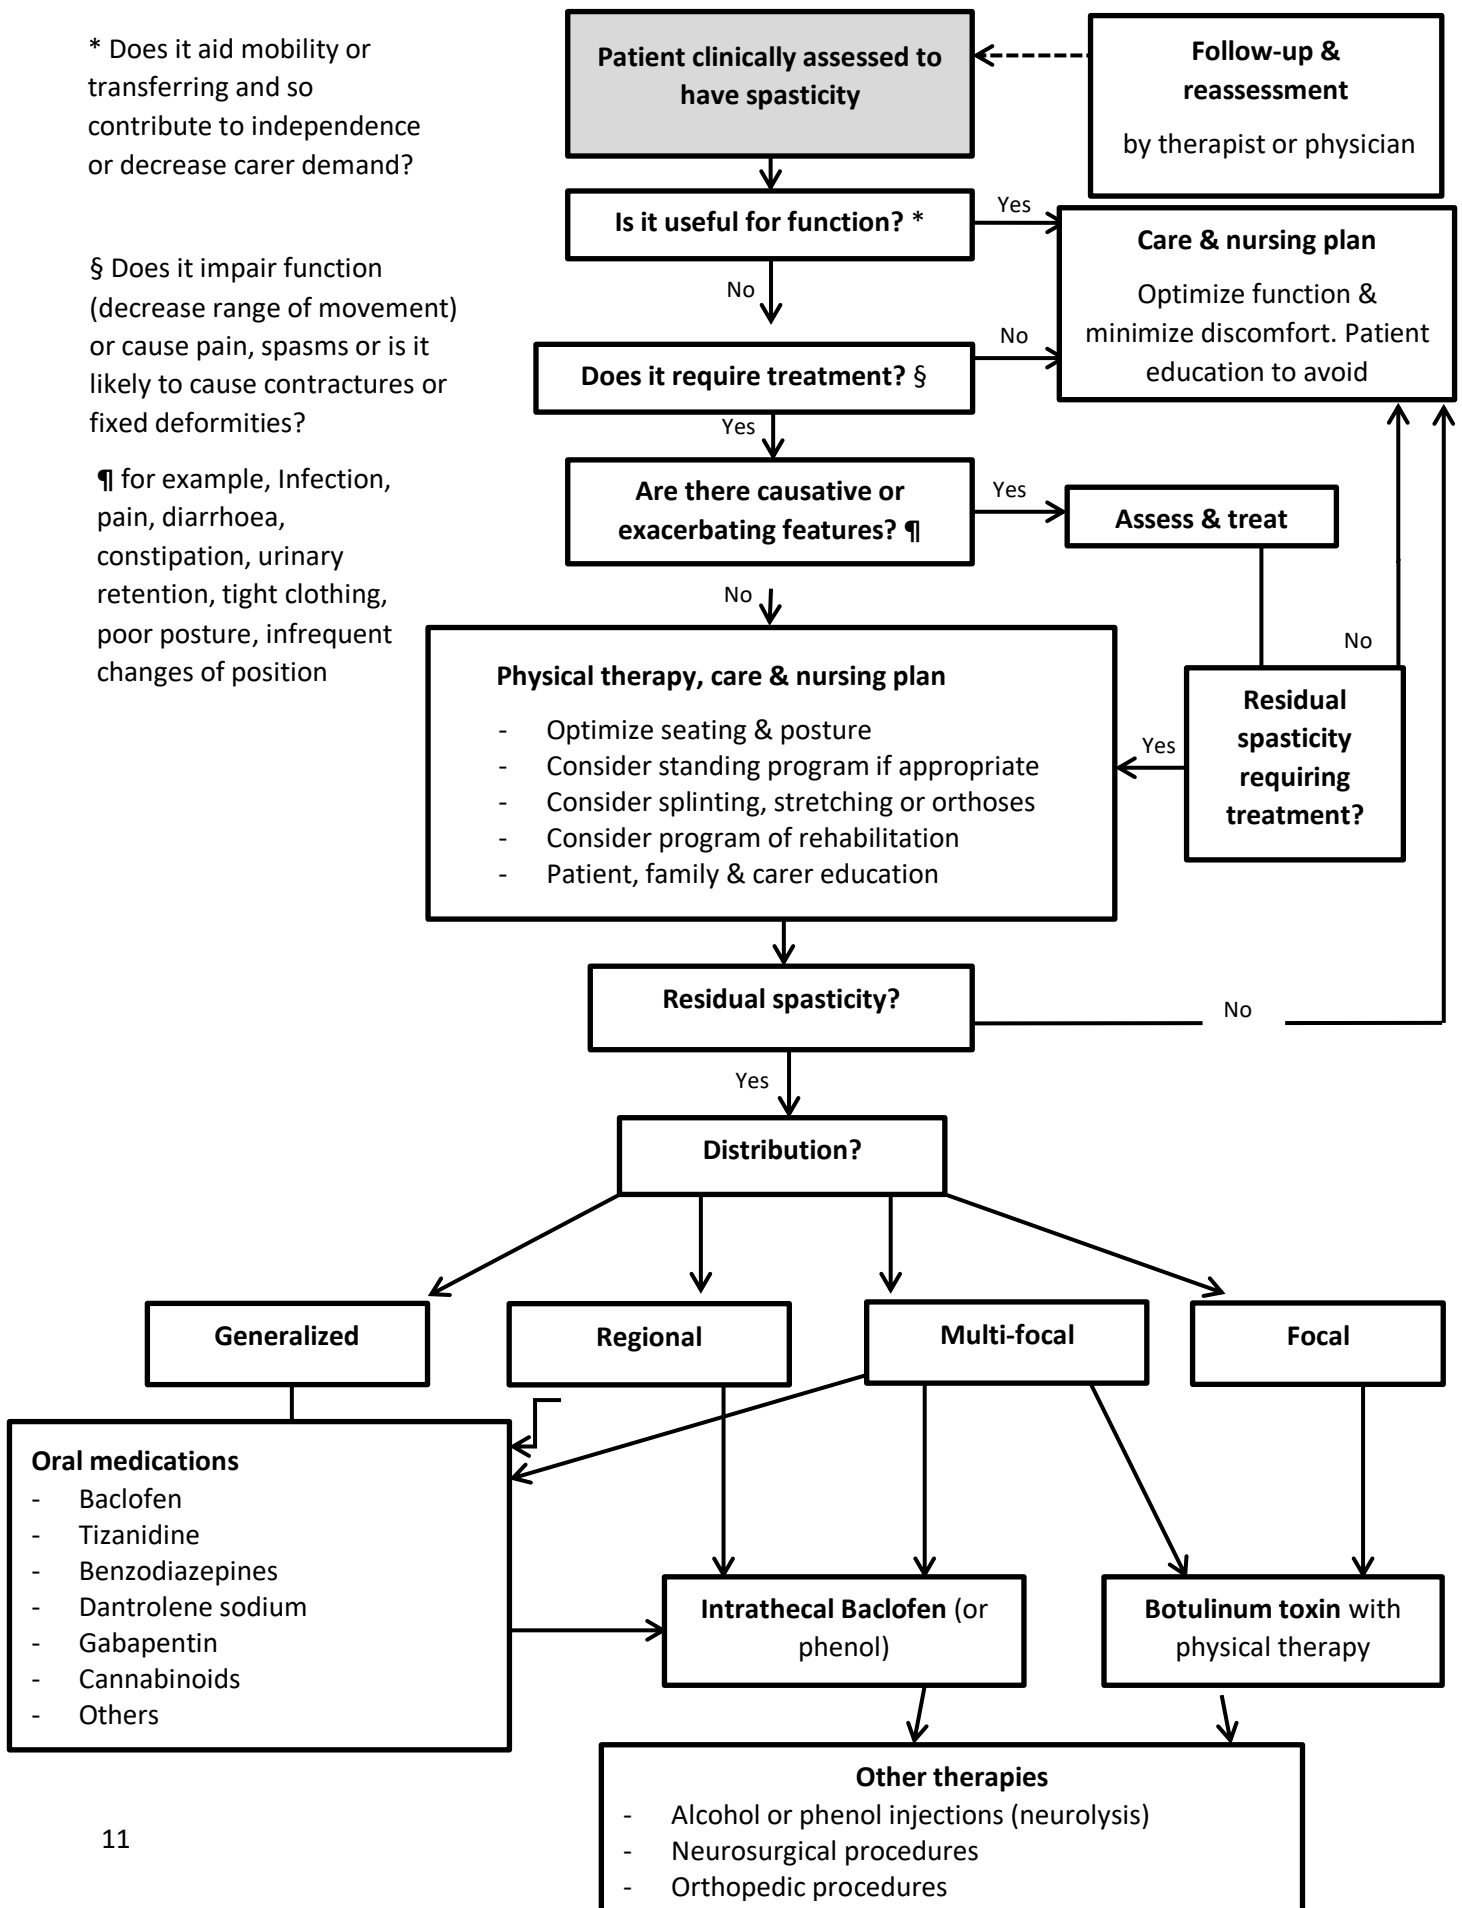 * Does it aid mobility or
transferring and so
contribute to independence
or decrease carer demand?
§ Does it impair function
(decrease range of movement)
or cause pain, spasms or is it
likely to cause contractures or
fixed deformities?
¶ for example, Infection,
pain, diarrhoea,
constipation, urinary
retention, tight clothing,
poor posture, infrequent
changes of position
Patient clinically assessed to
have spasticity
Follow-up &
reassessment
by therapist or physician
Is it useful for function? *
Yes
Care & nursing plan
Optimize function &
minimize discomfort. Patient
education to avoid
No
Does it require treatment? §
No
Yes
Are there causative or
exacerbating features? ¶
Yes
Assess & treat
No
No
Residual
spasticity
requiring
treatment?
Yes
Physical therapy, care & nursing plan
- Optimize seating & posture
- Consider standing program if appropriate
- Consider splinting, stretching or orthoses
- Consider program of rehabilitation
- Patient, family & carer education
Residual spasticity?
No
Yes
Distribution?
Generalized
Regional
Multi-focal
Focal
Oral medications
- Baclofen
- Tizanidine
- Benzodiazepines
- Dantrolene sodium
- Gabapentin
- Cannabinoids
- Others
Intrathecal Baclofen (or
phenol)
Botulinum toxin with
physical therapy
Other therapies
- Alcohol or phenol injections (neurolysis)
- Neurosurgical procedures
- Orthopedic procedures
11